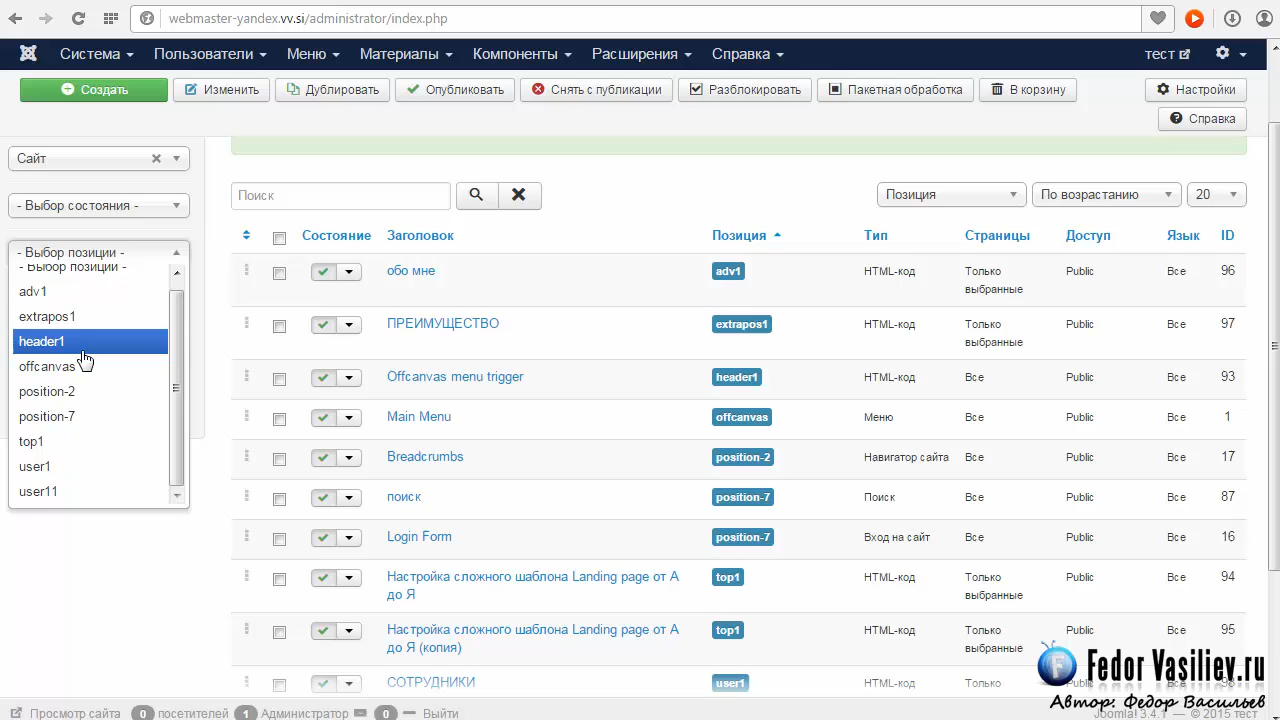 webmaster-yandex.vv.si/administrator/index.php
Система Пользователи Меню Материалы Компоненты Расширения Справка тест
Создать Изменить Дублировать Опубликовать Снять с публикации Разблокировать Пакетная обработка В корзину Настройки
Справка
Сайт
- Выбор состояния -
- Выбор позиции -
- Выбор позиции -
adv1
extrapos1
header1
offcanvas
position-2
position-7
top1
user1
user11
Поиск Позиция По возрастанию 20
Состояние Заголовок Позиция Тип Страницы Доступ Язык ID
обо мне adv1 HTML-код Только выбранные Public Все 96
ПРЕИМУЩЕСТВО extrapos1 HTML-код Только выбранные Public Все 97
Offcanvas menu trigger header1 HTML-код Все Public Все 93
Main Menu offcanvas Меню Все Public Все 1
Breadcrumbs position-2 Навигатор сайта Все Public Все 17
поиск position-7 Поиск Все Public Все 87
Login Form position-7 Вход на сайт Все Public Все 16
Настройка сложного шаблона Landing page от А top1 HTML-код Только Public Все 94
до Я выбранные
Настройка сложного шаблона Landing page от А top1 HTML-код Только Public Все 95
до Я (копия) выбранные
СОТРУДНИКИ user1 HTML-код Только
Fedor Vasiliev.ru
Автор: Федор Васильев
Просмотр сайта 0 посетителей 1 Администратор 0 Выйти Joomla! 3.4.1 — © 2015 тест